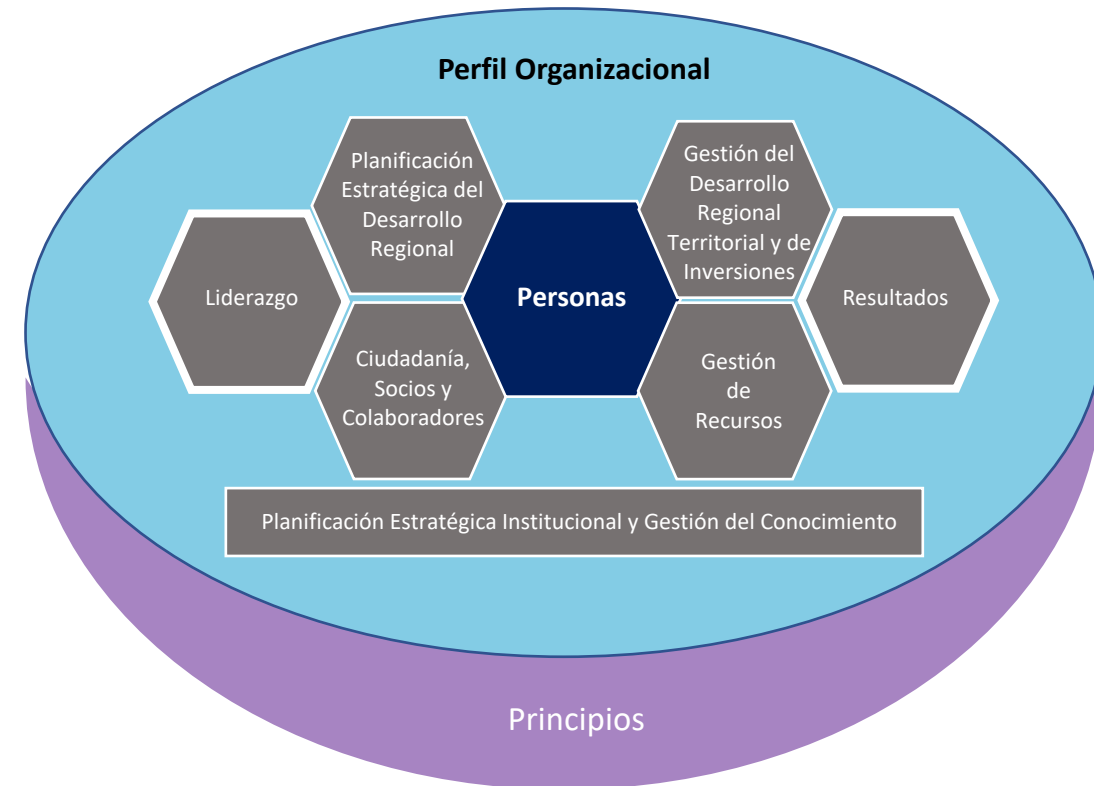 Perfil Organizacional
Planificación
Estratégica del
Desarrollo
Regional
Gestión del
Desarrollo
Regional
Territorial y de
Inversiones
Liderazgo
Personas
Resultados
Ciudadanía,
Socios y
Colaboradores
Gestión
de
Recursos
Planificación Estratégica Institucional y Gestión del Conocimiento
Principios